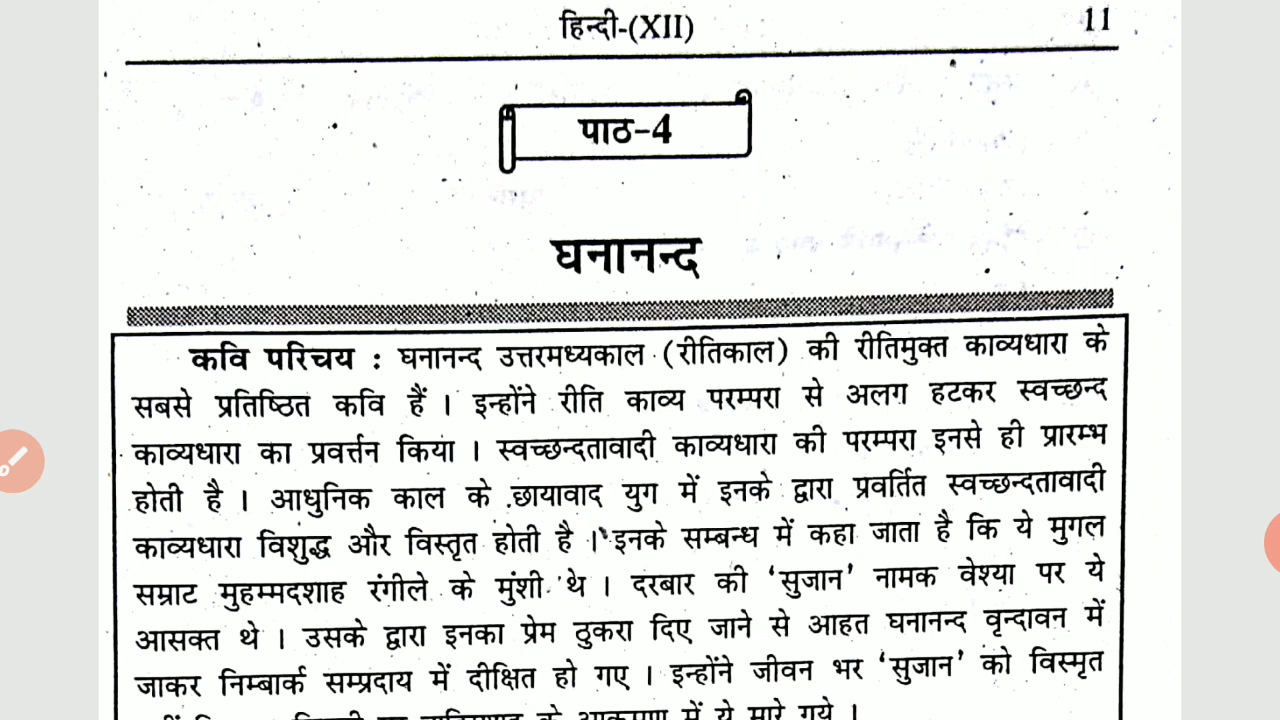 हिन्दी-(XII)
11
पाठ-4
घनानन्द
कवि परिचय : घनानन्द उत्तरमध्यकाल (रीतिकाल) की रीतिमुक्त काव्यधारा के
सबसे प्रतिष्ठित कवि हैं । इन्होंने रीति काव्य परम्परा से अलग हटकर स्वच्छन्द
काव्यधारा का प्रवर्त्तन किया । स्वच्छन्दतावादी काव्यधारा की परम्परा इनसे ही प्रारम्भ
होती है । आधुनिक काल के छायावाद युग में इनके द्वारा प्रवर्तित स्वच्छन्दतावादी
काव्यधारा विशुद्ध और विस्तृत होती है । इनके सम्बन्ध में कहा जाता है कि ये मुगल
सम्राट मुहम्मदशाह रंगीले के मुंशी थे । दरबार की ‘सुजान’ नामक वेश्या पर ये
आसक्त थे । उसके द्वारा इनका प्रेम ठुकरा दिए जाने से आहत घनानन्द वृन्दावन में
जाकर निम्बार्क सम्प्रदाय में दीक्षित हो गए । इन्होंने जीवन भर ‘सुजान’ को विस्मृत
के आक्रमण में ये मारे गये ।